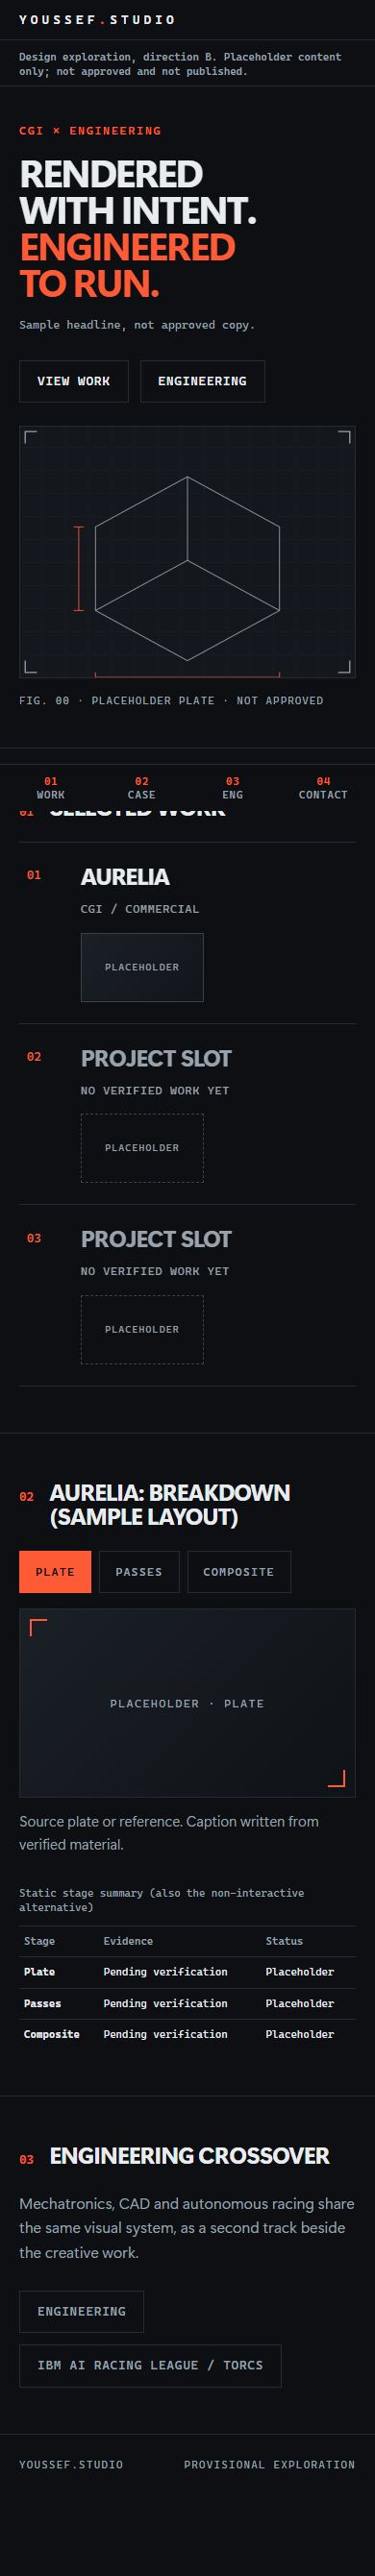 YOUSSEF.STUDIO
Design exploration, direction B. Placeholder content
only; not approved and not published.
CGI × ENGINEERING
RENDERED
WITH INTENT.
ENGINEERED
TO RUN.
Sample headline, not approved copy.
VIEW WORK
ENGINEERING
FIG. 00 · PLACEHOLDER PLATE · NOT APPROVED
01 02 03 04
WORK CASE ENG CONTACT
01 SELECTED WORK
01 AURELIA
CGI / COMMERCIAL
PLACEHOLDER
02 PROJECT SLOT
NO VERIFIED WORK YET
PLACEHOLDER
03 PROJECT SLOT
NO VERIFIED WORK YET
PLACEHOLDER
02 AURELIA: BREAKDOWN
(SAMPLE LAYOUT)
PLATE PASSES COMPOSITE
PLACEHOLDER · PLATE
Source plate or reference. Caption written from
verified material.
Static stage summary (also the non-interactive
alternative)
Stage Evidence Status
Plate Pending verification Placeholder
Passes Pending verification Placeholder
Composite Pending verification Placeholder
03 ENGINEERING CROSSOVER
Mechatronics, CAD and autonomous racing share
the same visual system, as a second track beside
the creative work.
ENGINEERING
IBM AI RACING LEAGUE / TORCS
YOUSSEF.STUDIO PROVISIONAL EXPLORATION